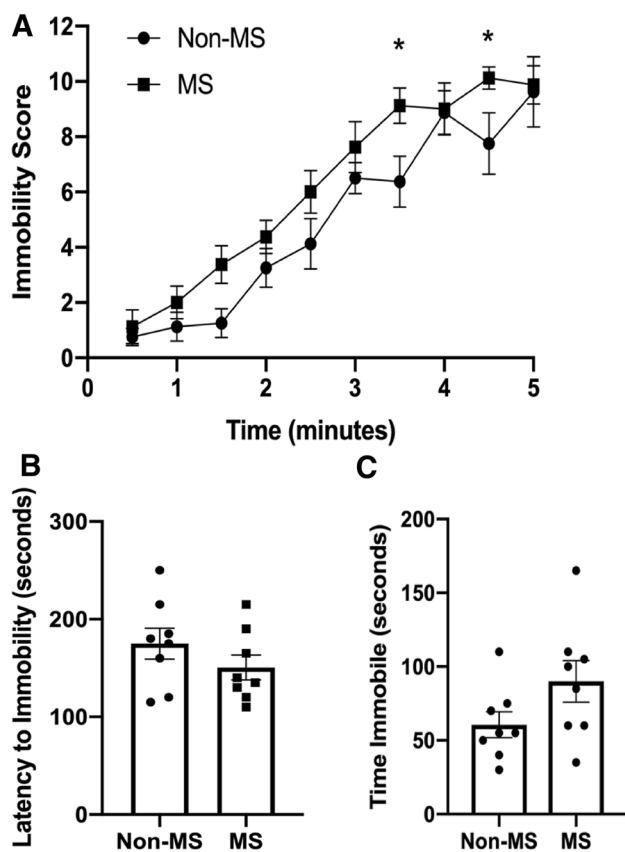 A
Immobility Score
12
10
8
6
4
2
0
Non-MS
MS
*
*
0 1 2 3 4 5
Time (minutes)
B
Latency to Immobility (seconds)
300
200
100
0
Non-MS MS
C
Time Immobile (seconds)
200
150
100
50
0
Non-MS MS